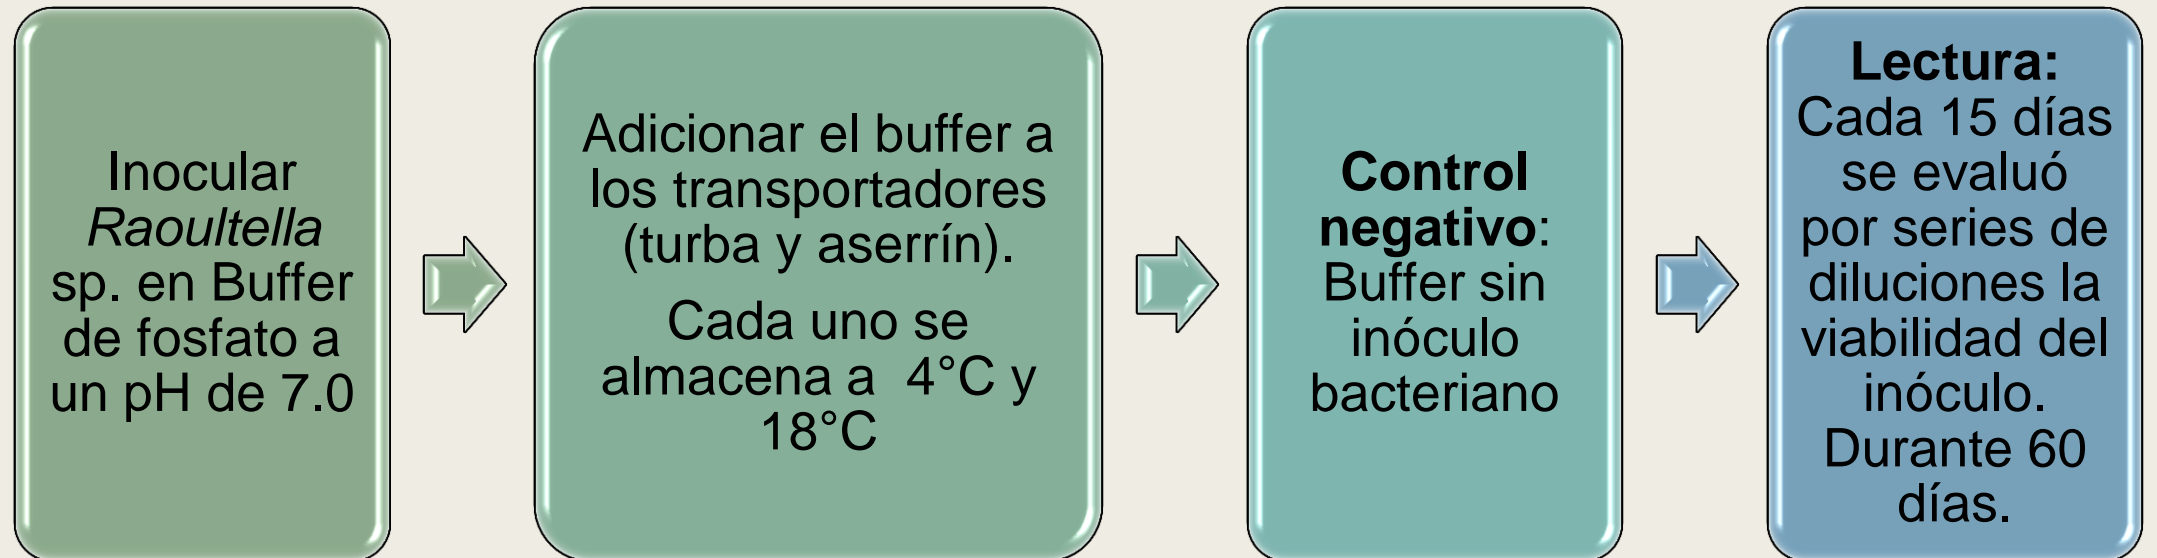 Inocular
Raoultella
sp. en Buffer
de fosfato a
un pH de 7.0
Adicionar el buffer a
los transportadores
(turba y aserrín).
Cada uno se
almacena a 4°C y
18°C
Control
negativo:
Buffer sin
inóculo
bacteriano
Lectura:
Cada 15 días
se evaluó
por series de
diluciones la
viabilidad del
inóculo.
Durante 60
días.